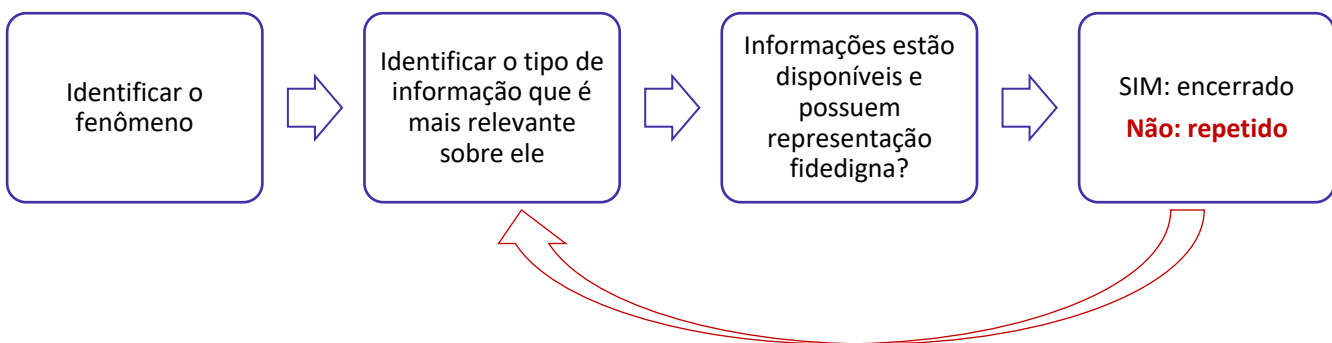 Identificar o
fenômeno
Identificar o tipo de
informação que é
mais relevante
sobre ele
Informações estão
disponíveis e
possuem
representação
fidedigna?
SIM: encerrado
Não: repetido